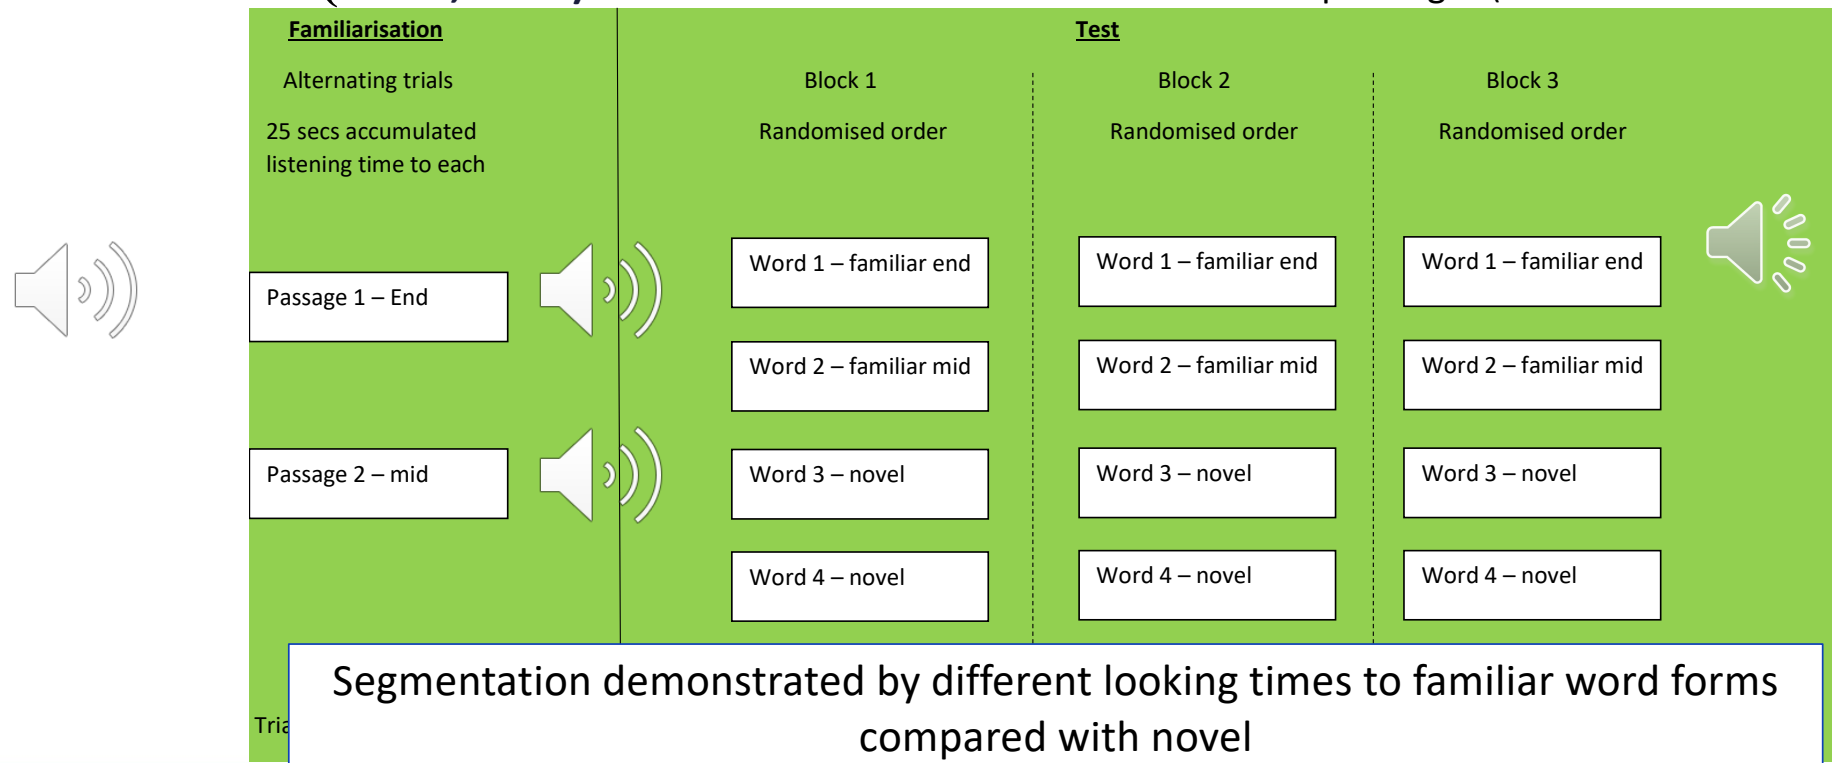 Familiarisation
Test
Alternating trials
Block 1
Block 2
Block 3
25 secs accumulated
listening time to each
Randomised order
Randomised order
Randomised order
Passage 1 – End
Passage 2 – mid
Word 1 – familiar end
Word 2 – familiar mid
Word 3 – novel
Word 4 – novel
Word 1 – familiar end
Word 2 – familiar mid
Word 3 – novel
Word 4 – novel
Word 1 – familiar end
Word 2 – familiar mid
Word 3 – novel
Word 4 – novel
Segmentation demonstrated by different looking times to familiar word forms
compared with novel